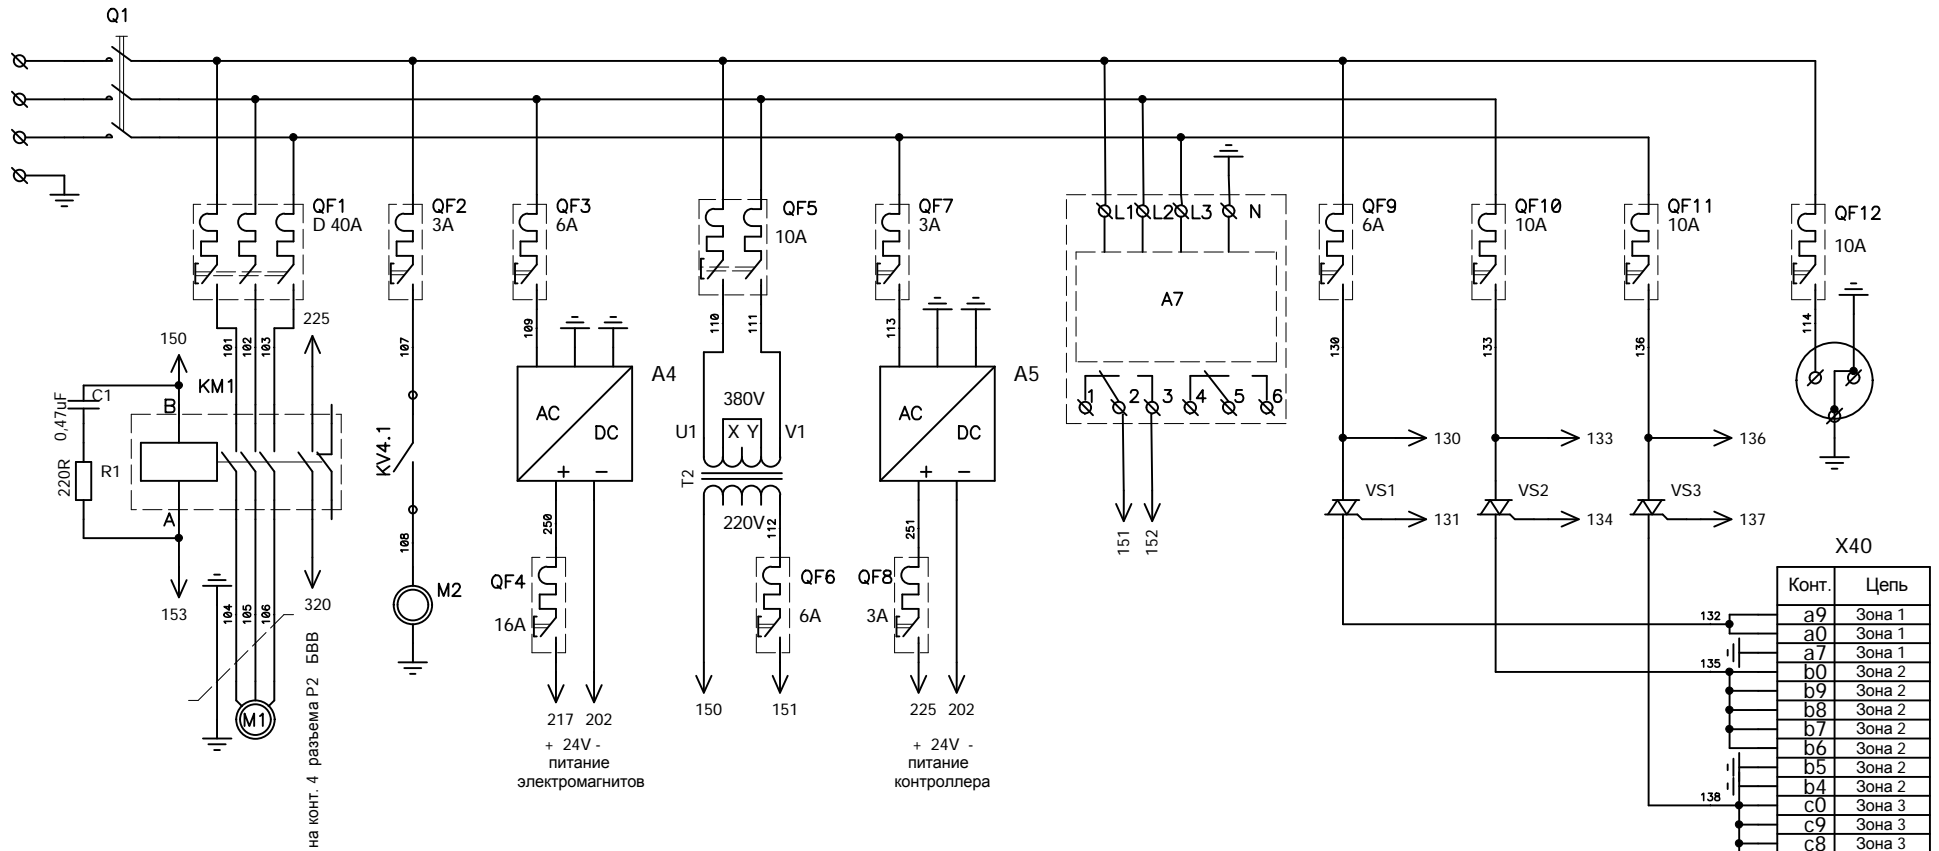 Q1
QF1
D 40A
QF2
3A
QF3
6A
QF5
10A
QF7
3A
L1
L2
L3
N
QF9
6A
QF10
10A
QF11
10A
QF12
10A
A7
225
150
101
102
103
107
109
110
111
113
130
133
136
114
KM1
C1
0,47uF
B
220R
R1
A
KV4.1
A4
AC
DC
+
−
380V
U1
X Y
V1
T2
220V
112
A5
AC
DC
+
−
1
2
3
4
5
6
130
133
136
VS1
VS2
VS3
131
134
137
151
152
108
250
251
153
104
105
106
320
M2
QF4
16A
QF6
6A
QF8
3A
M1
на конт. 4 разъема P2 БВВ
217
202
+ 24V -
питание
электромагнитов
150
151
225
202
+ 24V -
питание
контроллера
132
135
138
X40
Конт. Цепь
a9 Зона 1
a0 Зона 1
a7 Зона 1
b0 Зона 2
b9 Зона 2
b8 Зона 2
b7 Зона 2
b6 Зона 2
b5 Зона 2
b4 Зона 2
c0 Зона 3
c9 Зона 3
c8 Зона 3